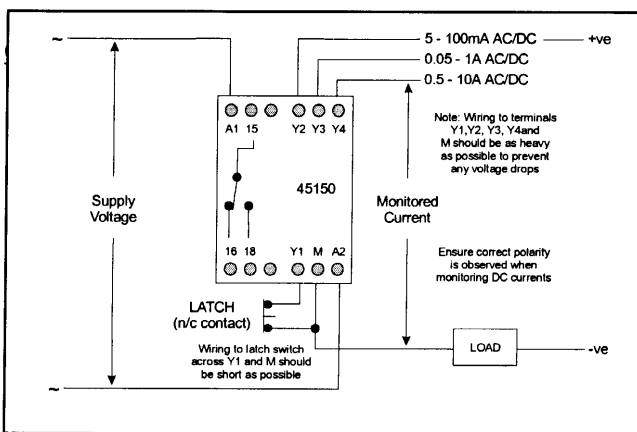 ~
5 - 100mA AC/DC
+ve
0.05 - 1A AC/DC
0.5 - 10A AC/DC
A1 15 Y2 Y3 Y4
Note: Wiring to terminals
Y1,Y2, Y3, Y4and
M should be as heavy
as possible to prevent
any voltage drops
45150
Supply
Voltage
Monitored
Current
16 18 Y1 M A2
Ensure correct polarity
is observed when
monitoring DC currents
LATCH
(n/c contact)
Wiring to latch switch
across Y1 and M should
be short as possible
LOAD
-ve
~